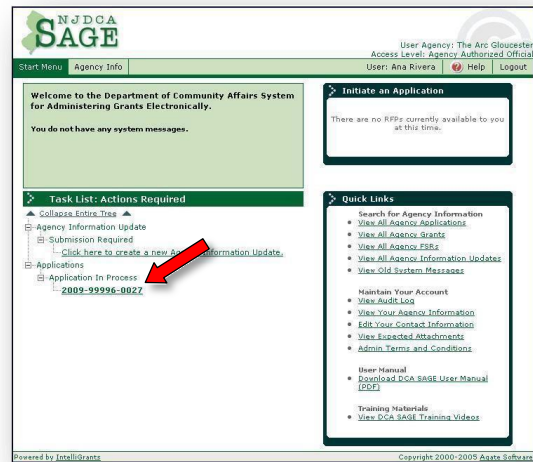 NJDCA
SAGE
User Agency: The Arc Gloucester
Access Level: Agency Authorized Official
Start Menu Agency Info User: Ana Rivera Help Logout
Welcome to the Department of Community Affairs System
for Administering Grants Electronically.
You do not have any system messages.
Initiate an Application
There are no RFPs currently available to you
at this time.
Task List: Actions Required
Collapse Entire Tree
Agency Information Update
Submission Required
Click here to create a new Information Update.
Applications
Application In Process
2009-99996-0027
Quick Links
Search for Agency Information
View All Agency Applications
View All Agency Grants
View All Agency FSRs
View All Agency Information Updates
View Old System Messages
Maintain Your Account
View Audit Log
View Your Agency Information
Edit Your Contact Information
View Expected Attachments
Admin Terms and Conditions
User Manual
Download DCA SAGE User Manual
(PDF)
Training Materials
View DCA SAGE Training Videos
Powered by IntelliGrants
Copyright 2000-2005 Agate Software